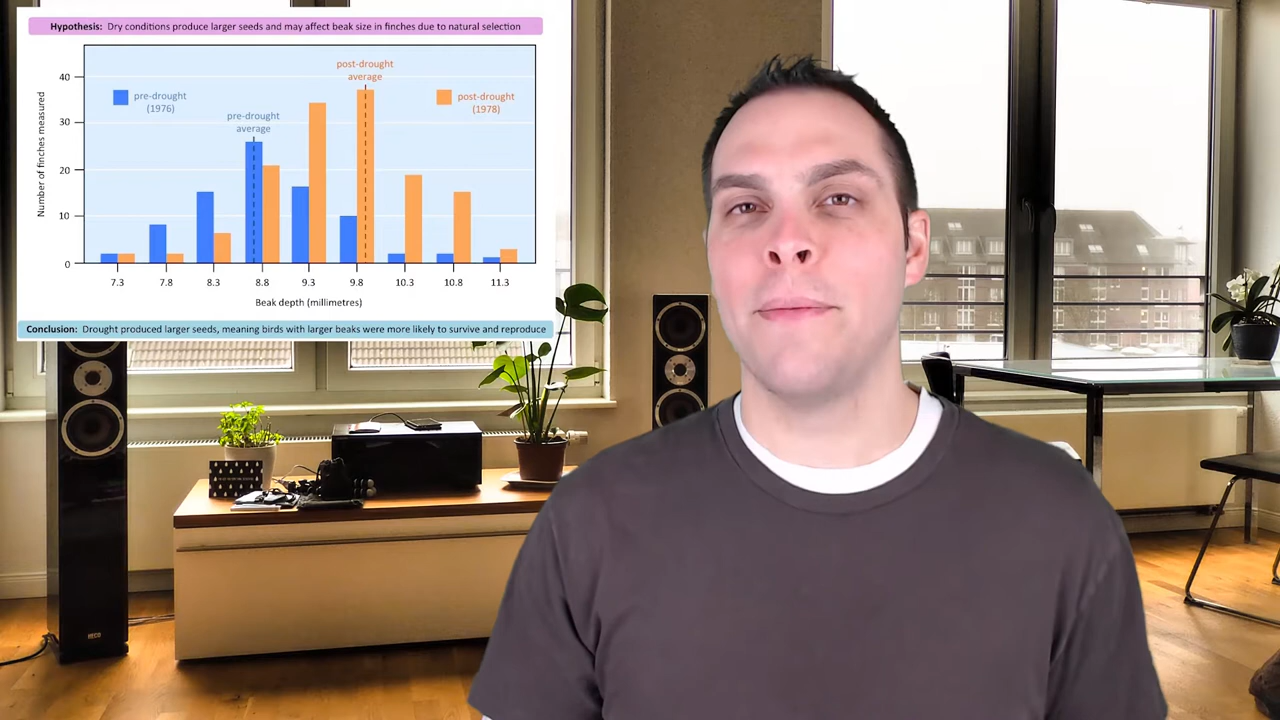 Hypothesis: Dry conditions produce larger seeds and may affect beak size in finches due to natural selection
post-drought
average
40
pre-drought
(1976)
post-drought
(1978)
pre-drought
average
30
20
10
0
Number of finches measured
7.3 7.8 8.3 8.8 9.3 9.8 10.3 10.8 11.3
Beak depth (millimetres)
Conclusion: Drought produced larger seeds, meaning birds with larger beaks were more likely to survive and reproduce
HECO